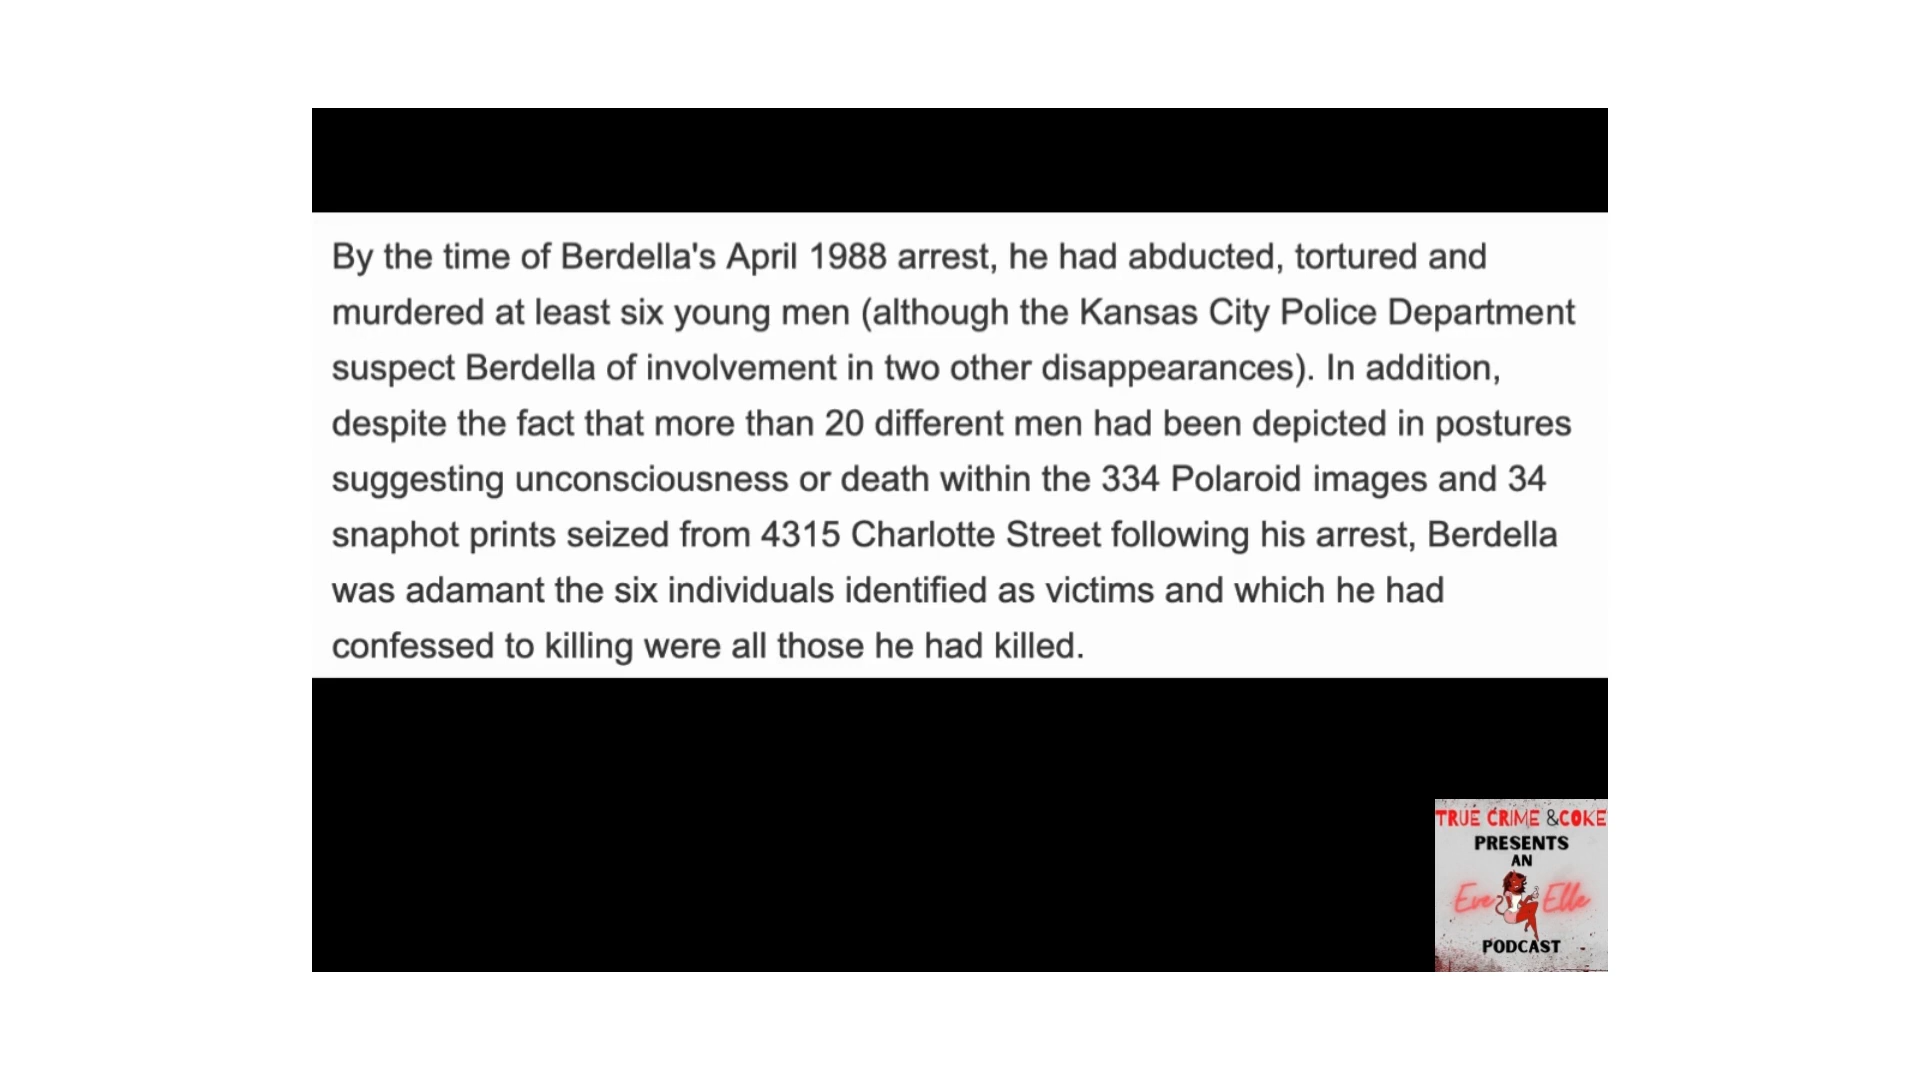 By the time of Berdella's April 1988 arrest, he had abducted, tortured and
murdered at least six young men (although the Kansas City Police Department
suspect Berdella of involvement in two other disappearances). In addition,
despite the fact that more than 20 different men had been depicted in postures
suggesting unconsciousness or death within the 334 Polaroid images and 34
snaphot prints seized from 4315 Charlotte Street following his arrest, Berdella
was adamant the six individuals identified as victims and which he had
confessed to killing were all those he had killed.
TRUE CRIME &COKE
PRESENTS
AN
Eve Elle
PODCAST